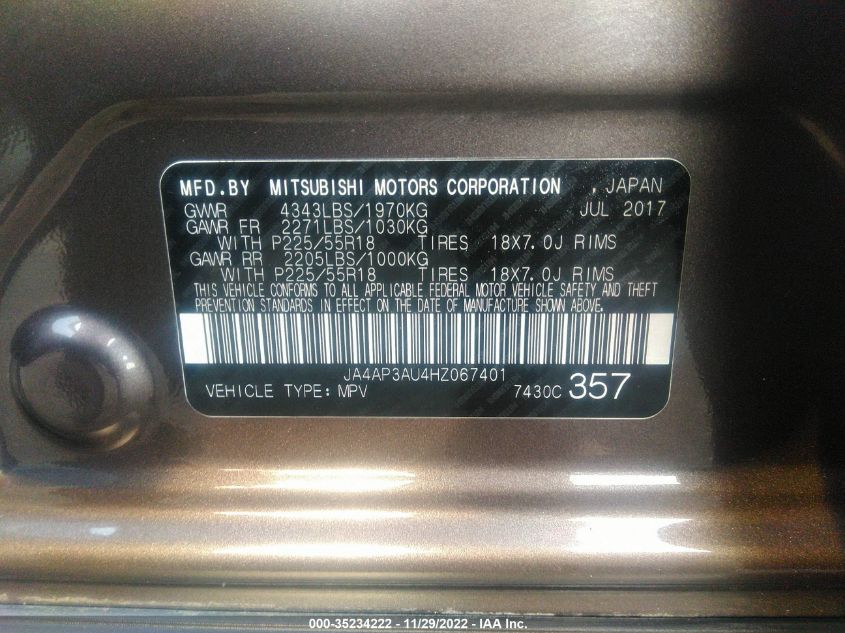 MFD.BY MITSUBISHI MOTORS CORPORATION , JAPAN
GVWR 4343LBS/1970KG JUL 2017
GAWR FR 2271LBS/1030KG
WITH P225/55R18 TIRES 18X7.0J RIMS
GAWR RR 2205LBS/1000KG
WITH P225/55R18 TIRES 18X7.0J RIMS
THIS VEHICLE CONFORMS TO ALL APPLICABLE FEDERAL MOTOR VEHICLE SAFETY AND THEFT
PREVENTION STANDARDS IN EFFECT ON THE DATE OF MANUFACTURE SHOWN ABOVE.
JA4AP3AU4HZ067401
VEHICLE TYPE: MPV 7430C 357
000-35234222 - 11/29/2022 - IAA Inc.